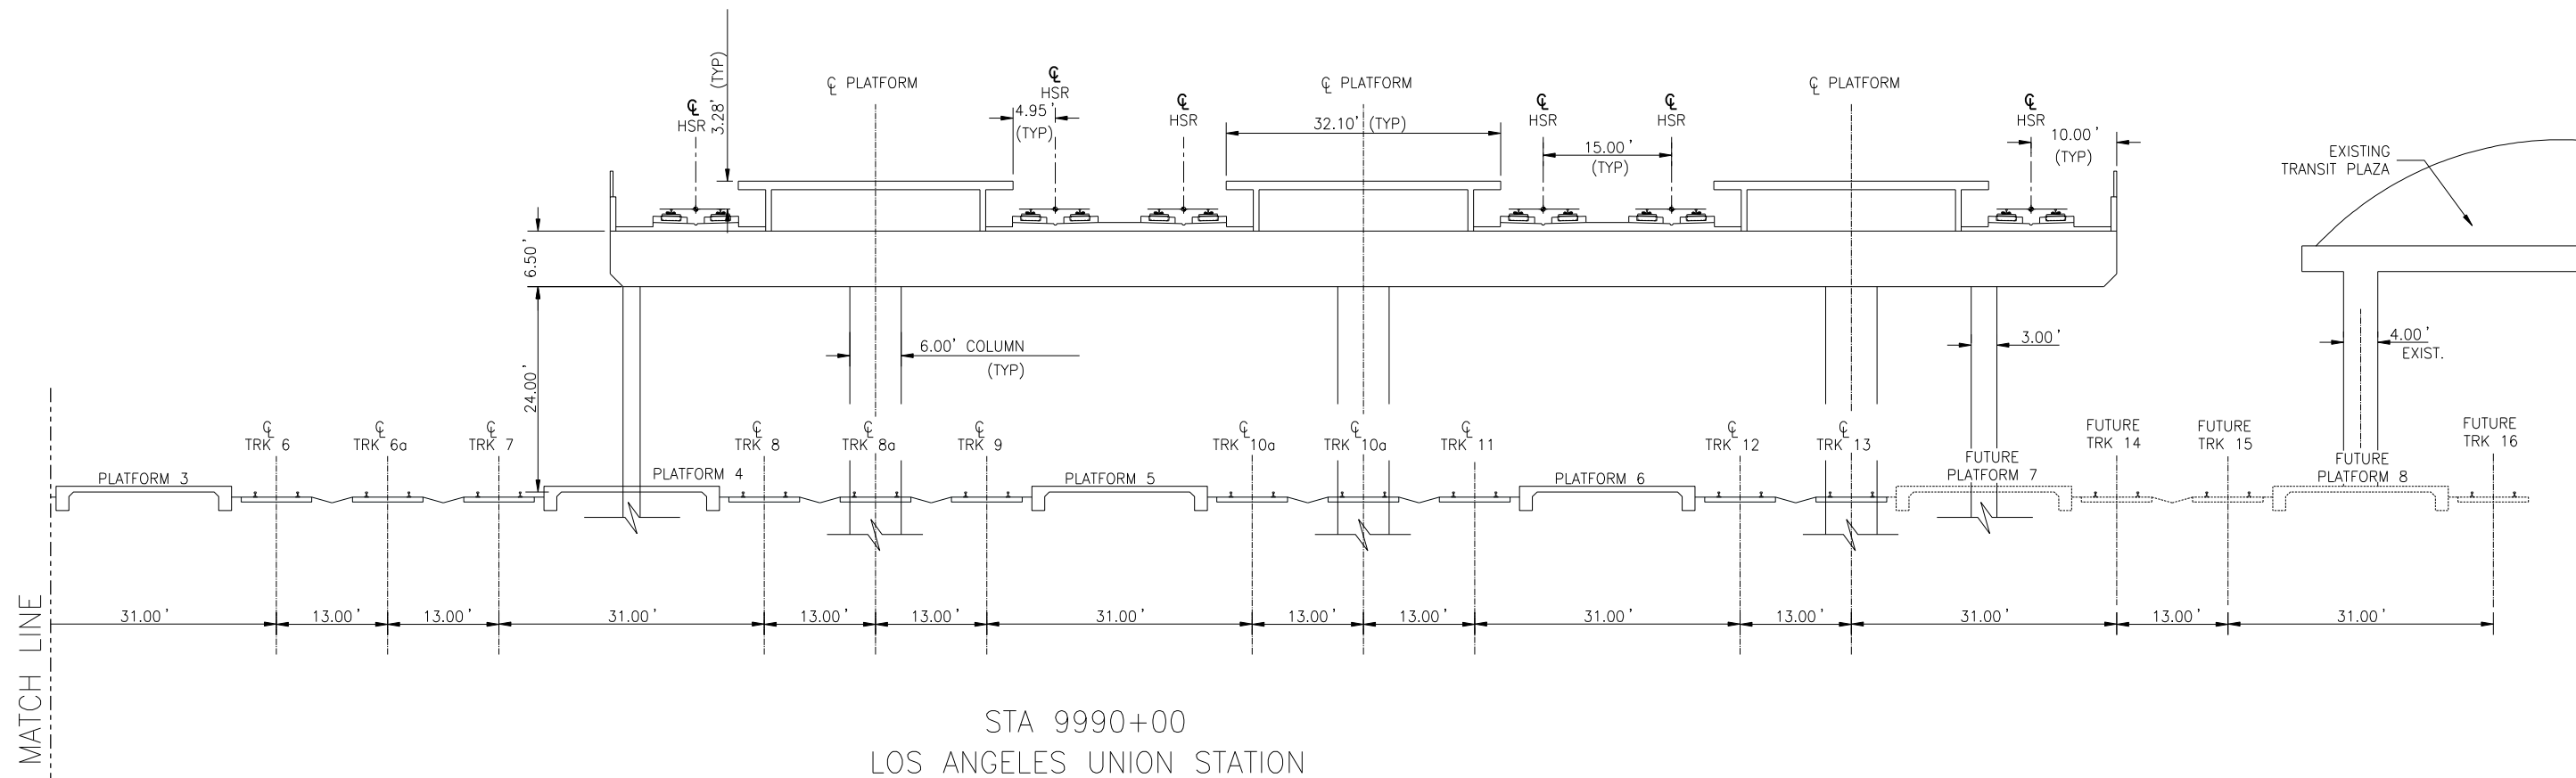 3.28' (TYP)
℄
HSR
℄ PLATFORM
4.95'
(TYP)
℄
HSR
℄
HSR
℄ PLATFORM
32.10' (TYP)
℄
HSR
15.00'
(TYP)
℄
HSR
℄ PLATFORM
℄
HSR
10.00'
(TYP)
EXISTING
TRANSIT PLAZA
6.50'
24.00'
6.00' COLUMN
(TYP)
3.00'
4.00'
EXIST.
PLATFORM 3
℄
TRK 6
℄
TRK 6a
℄
TRK 7
PLATFORM 4
℄
TRK 8
℄
TRK 8a
℄
TRK 9
PLATFORM 5
℄
TRK 10a
℄
TRK 10a
℄
TRK 11
PLATFORM 6
℄
TRK 12
℄
TRK 13
FUTURE
PLATFORM 7
FUTURE
TRK 14
FUTURE
TRK 15
FUTURE
PLATFORM 8
FUTURE
TRK 16
31.00'
13.00'
13.00'
31.00'
13.00'
13.00'
31.00'
13.00'
13.00'
31.00'
13.00'
31.00'
13.00'
31.00'
MATCH LINE
STA 9990+00
LOS ANGELES UNION STATION